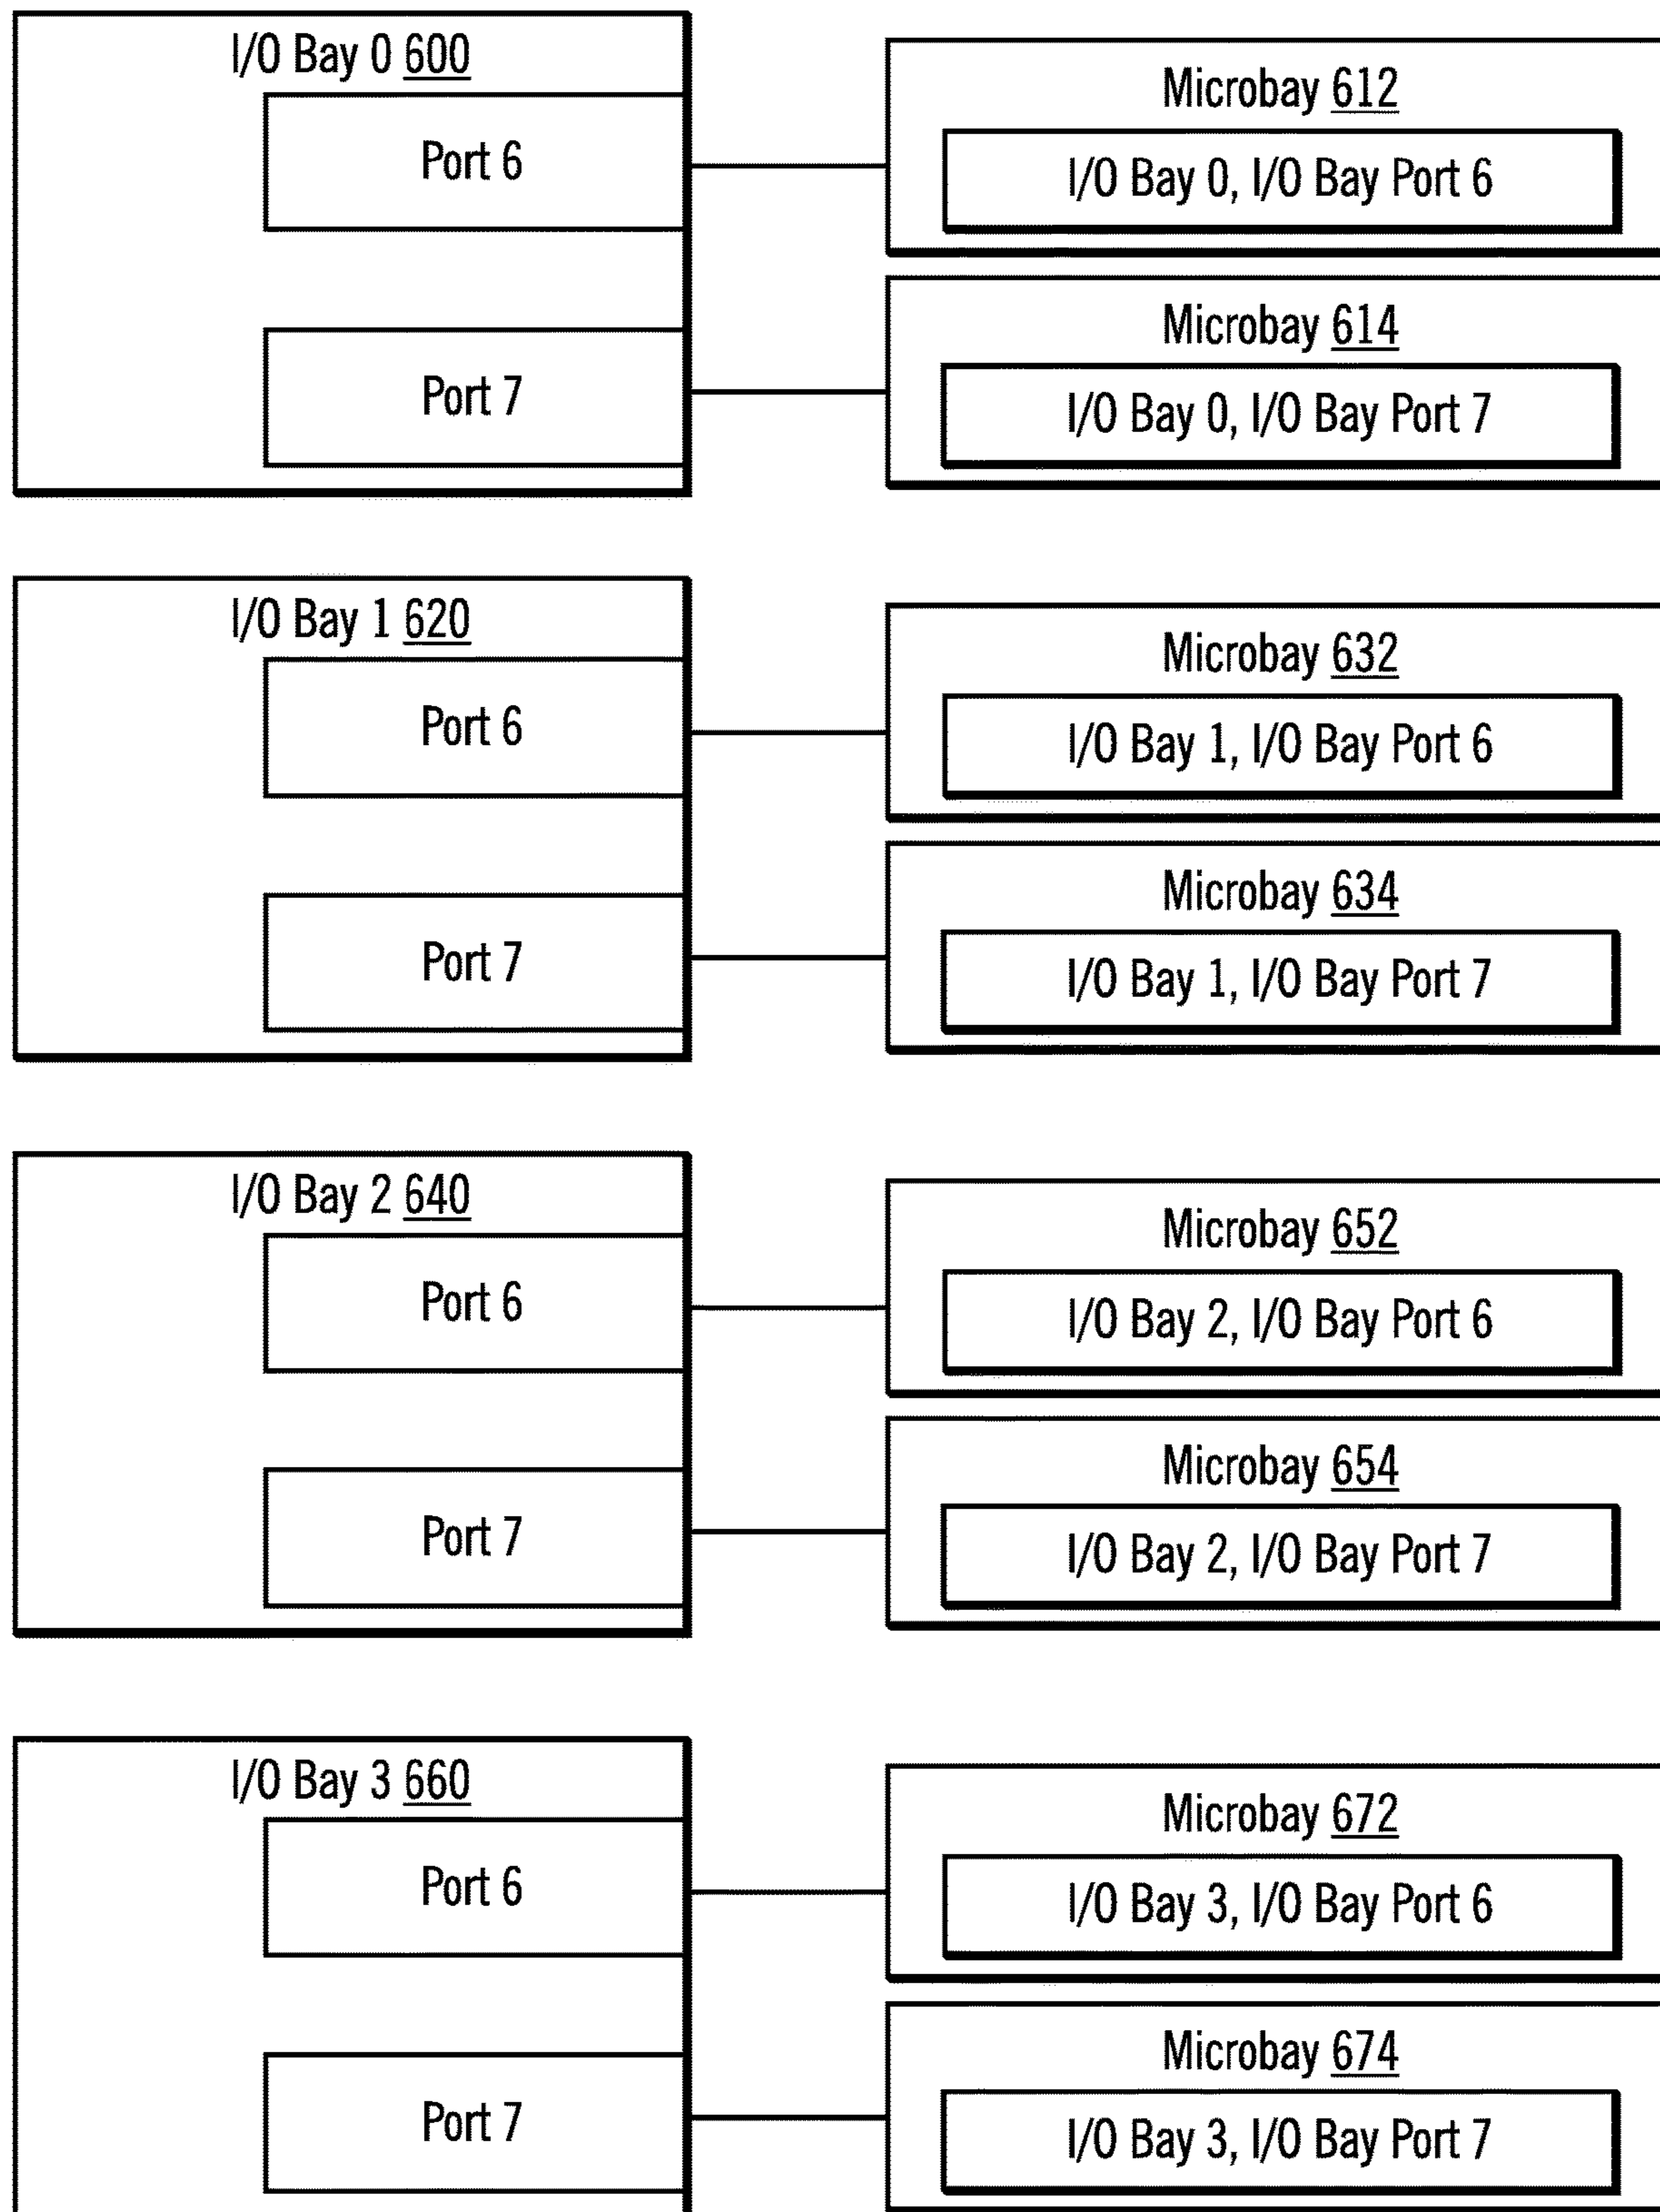 I/O Bay 0 600
Port 6
Port 7
Microbay 612
I/O Bay 0, I/O Bay Port 6
Microbay 614
I/O Bay 0, I/O Bay Port 7
I/O Bay 1 620
Port 6
Port 7
Microbay 632
I/O Bay 1, I/O Bay Port 6
Microbay 634
I/O Bay 1, I/O Bay Port 7
I/O Bay 2 640
Port 6
Port 7
Microbay 652
I/O Bay 2, I/O Bay Port 6
Microbay 654
I/O Bay 2, I/O Bay Port 7
I/O Bay 3 660
Port 6
Port 7
Microbay 672
I/O Bay 3, I/O Bay Port 6
Microbay 674
I/O Bay 3, I/O Bay Port 7